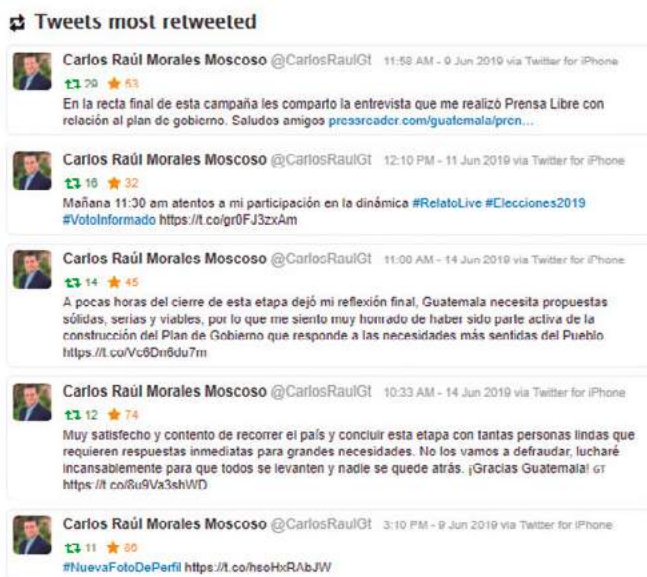 Tweets most retweeted
Carlos Raúl Morales Moscoso @CarlosRaulGt 11:58 AM - 9 Jun 2019 via Twitter for iPhone
29 53
En la recta final de esta campaña les comparto la entrevista que me realizó Prensa Libre con
relación al plan de gobierno. Saludos amigos pressreader.com/guatemala/pren…
Carlos Raúl Morales Moscoso @CarlosRaulGt 12:10 PM - 11 Jun 2019 via Twitter for iPhone
16 32
Mañana 11:30 am atentos a mi participación en la dinámica #RelatoLive #Elecciones2019
#VotoInformado https://t.co/gr0FJ3zxAm
Carlos Raúl Morales Moscoso @CarlosRaulGt 11:00 AM - 14 Jun 2019 via Twitter for iPhone
14 45
A pocas horas del cierre de esta etapa dejó mi reflexión final, Guatemala necesita propuestas
sólidas, serias y viables, por lo que me siento muy honrado de haber sido parte activa de la
construcción del Plan de Gobierno que responde a las necesidades más sentidas del Pueblo
https://t.co/Vc6Dn6du7m
Carlos Raúl Morales Moscoso @CarlosRaulGt 10:33 AM - 14 Jun 2019 via Twitter for iPhone
12 74
Muy satisfecho y contento de recorrer el país y concluir esta etapa con tantas personas lindas que
requieren respuestas inmediatas para grandes necesidades. No los vamos a defraudar, lucharé
incansablemente para que todos se levanten y nadie se quede atrás. ¡Gracias Guatemala! GT
https://t.co/8u9Va3shWD
Carlos Raúl Morales Moscoso @CarlosRaulGt 3:10 PM - 9 Jun 2019 via Twitter for iPhone
11
#NuevaFotoDePerfil https://t.co/hsoHxRAbJW